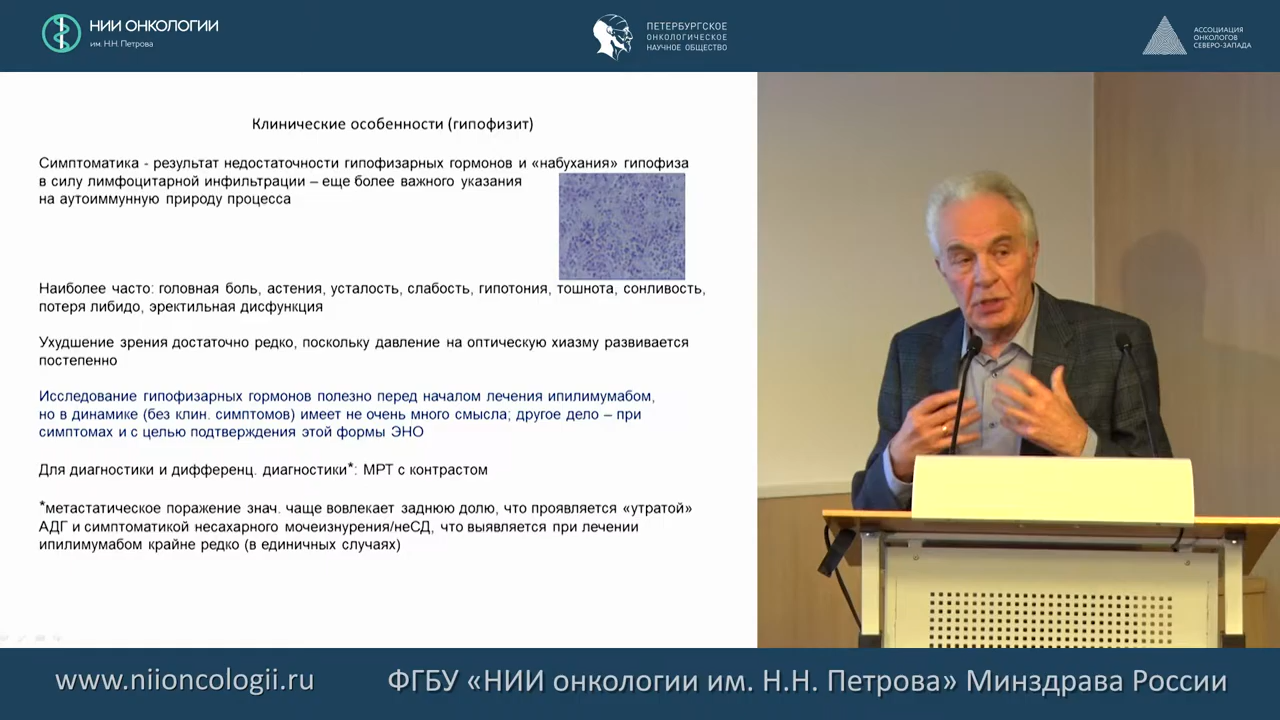 НИИ ОНКОЛОГИИ
им. Н.Н. Петрова
ПЕТЕРБУРГСКОЕ
ОНКОЛОГИЧЕСКОЕ
НАУЧНОЕ ОБЩЕСТВО
АССОЦИАЦИЯ
ОНКОЛОГОВ
СЕВЕРО-ЗАПАДА
Клинические особенности (гипофизит)
Симптоматика - результат недостаточности гипофизарных гормонов и «набухания» гипофиза
в силу лимфоцитарной инфильтрации – еще более важного указания
на аутоиммунную природу процесса
Наиболее часто: головная боль, астения, усталость, слабость, гипотония, тошнота, сонливость,
потеря либидо, эректильная дисфункция
Ухудшение зрения достаточно редко, поскольку давление на оптическую хиазму развивается
постепенно
Исследование гипофизарных гормонов полезно перед началом лечения ипилимумабом,
но в динамике (без клин. симптомов) имеет не очень много смысла; другое дело – при
симптомах и с целью подтверждения этой формы ЭНО
Для диагностики и дифференц. диагностики*: МРТ с контрастом
*метастатическое поражение знач. чаще вовлекает заднюю долю, что проявляется «утратой»
АДГ и симптоматикой несахарного мочеизнурения/неСД, что выявляется при лечении
ипилимумабом крайне редко (в единичных случаях)
www.niioncologii.ru
ФГБУ «НИИ онкологии им. Н.Н. Петрова» Минздрава России